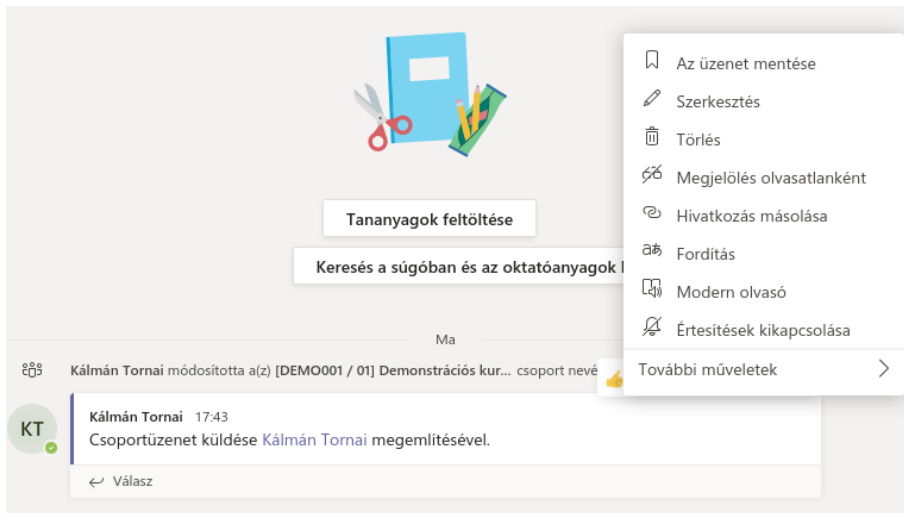 Az üzenet mentése
Szerkesztés
Törlés
Megjelölés olvasatlanként
Hivatkozás másolása
aあ Fordítás
Modern olvasó
Értesítések kikapcsolása
További műveletek
Tananyagok feltöltése
Keresés a súgóban és az oktatóanyagok
Ma
Kálmán Tornai módosította a(z) [DEMO001 / 01] Demonstrációs kur... csoport nevé
KT
Kálmán Tornai 17:43
Csoportüzenet küldése Kálmán Tornai megemlítésével.
Válasz